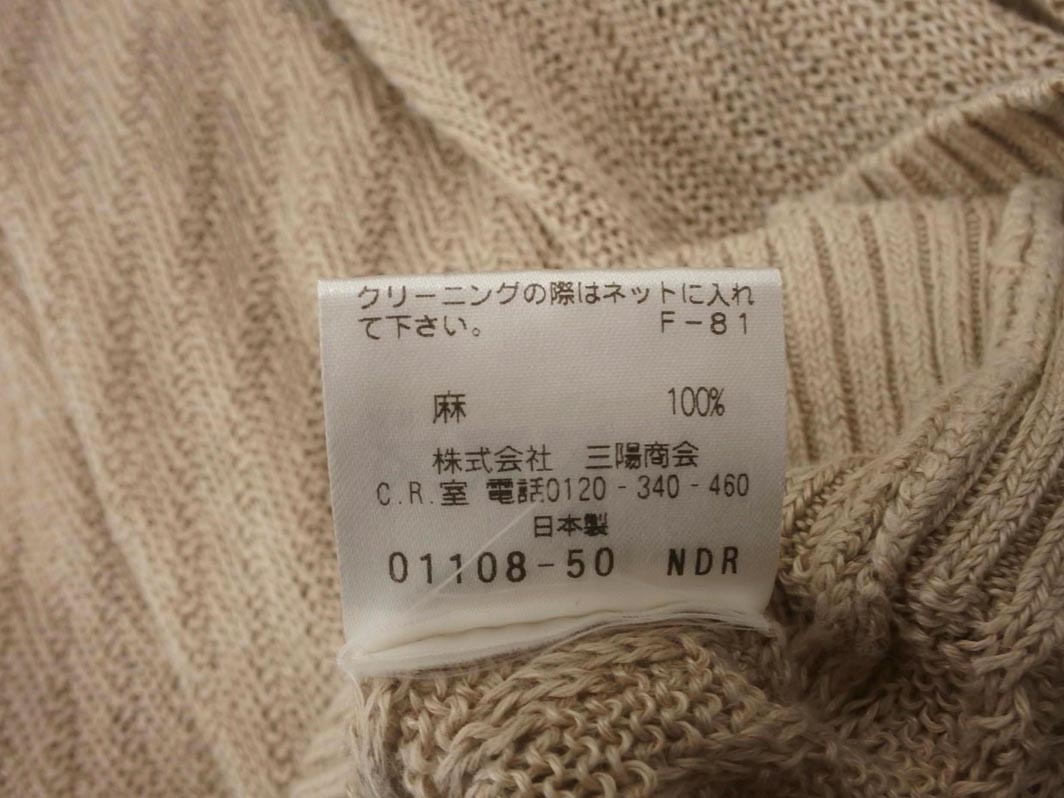 クリーニングの際はネットに入れ
て下さい。 F-81
麻 100%
株式会社 三陽商会
C.R.室 電話0120-340-460
日本製
01108-50 NDR